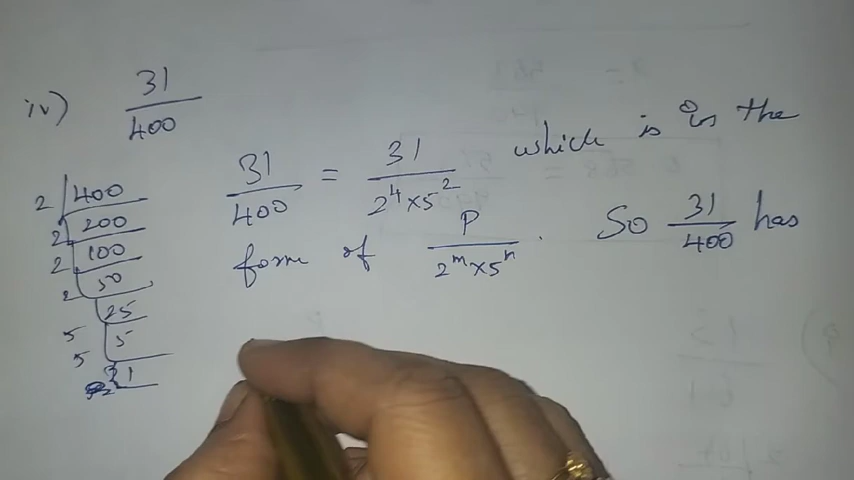 iv) 31/400
31/400 = 31/2⁴×5² which is in the
form of P/2ᵐ×5ⁿ. So 31/400 has
2 | 400
2 | 200
2 | 100
2 | 50
25
5 | 5
5 | 1